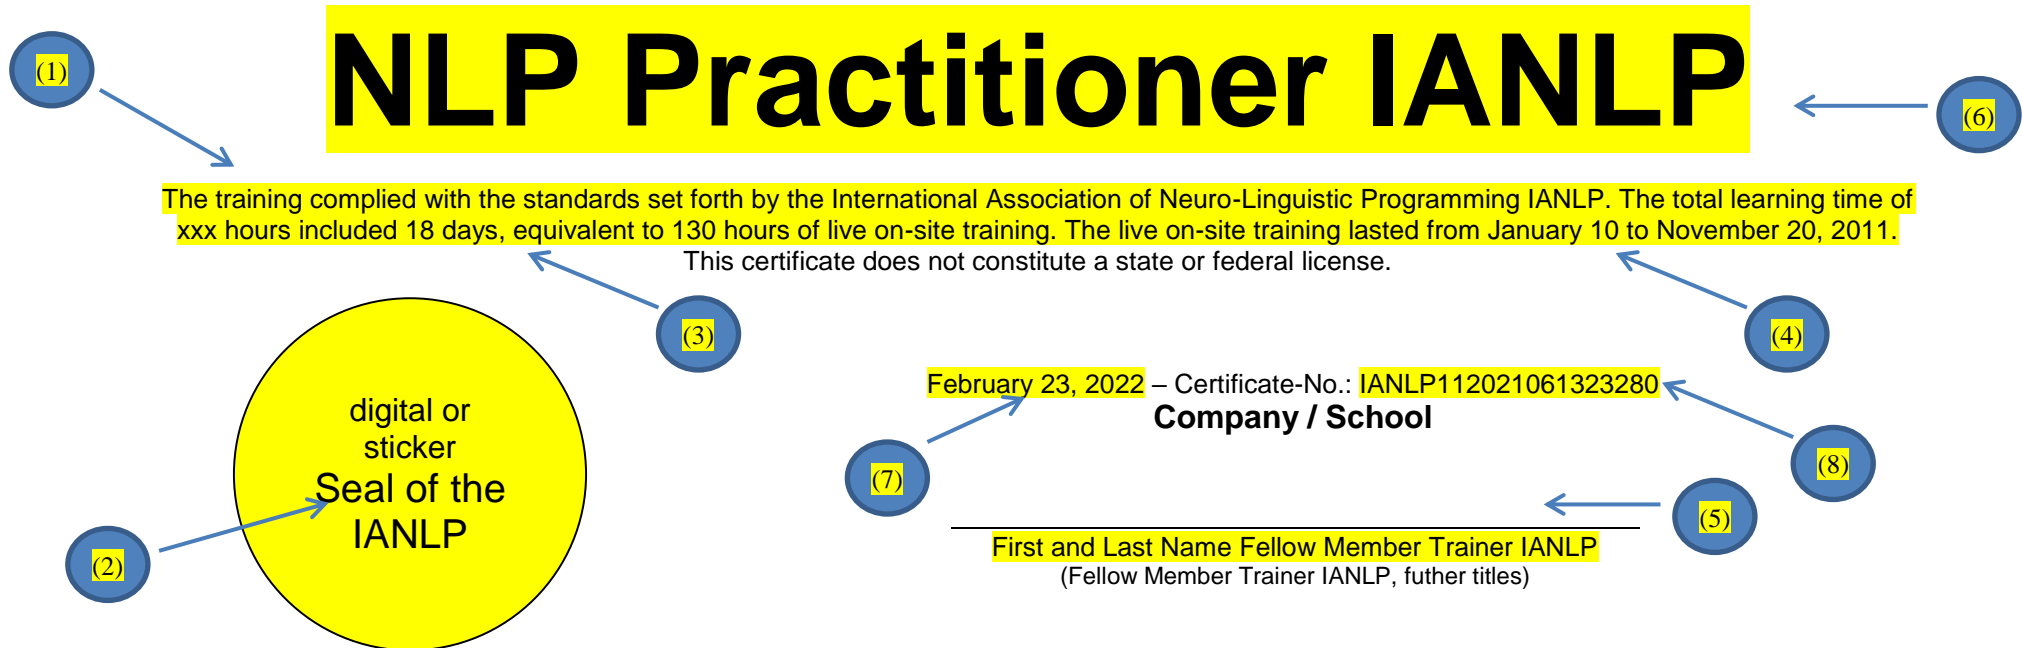 NLP Practitioner IANLP
(1)
(6)
The training complied with the standards set forth by the International Association of Neuro-Linguistic Programming IANLP. The total learning time of
xxx hours included 18 days, equivalent to 130 hours of live on-site training. The live on-site training lasted from January 10 to November 20, 2011.
This certificate does not constitute a state or federal license.
(3)
(4)
digital or
sticker
Seal of the
IANLP
(2)
February 23, 2022 – Certificate-No.: IANLP112021061323280
Company / School
(7)
(8)
(5)
First and Last Name Fellow Member Trainer IANLP
(Fellow Member Trainer IANLP, futher titles)